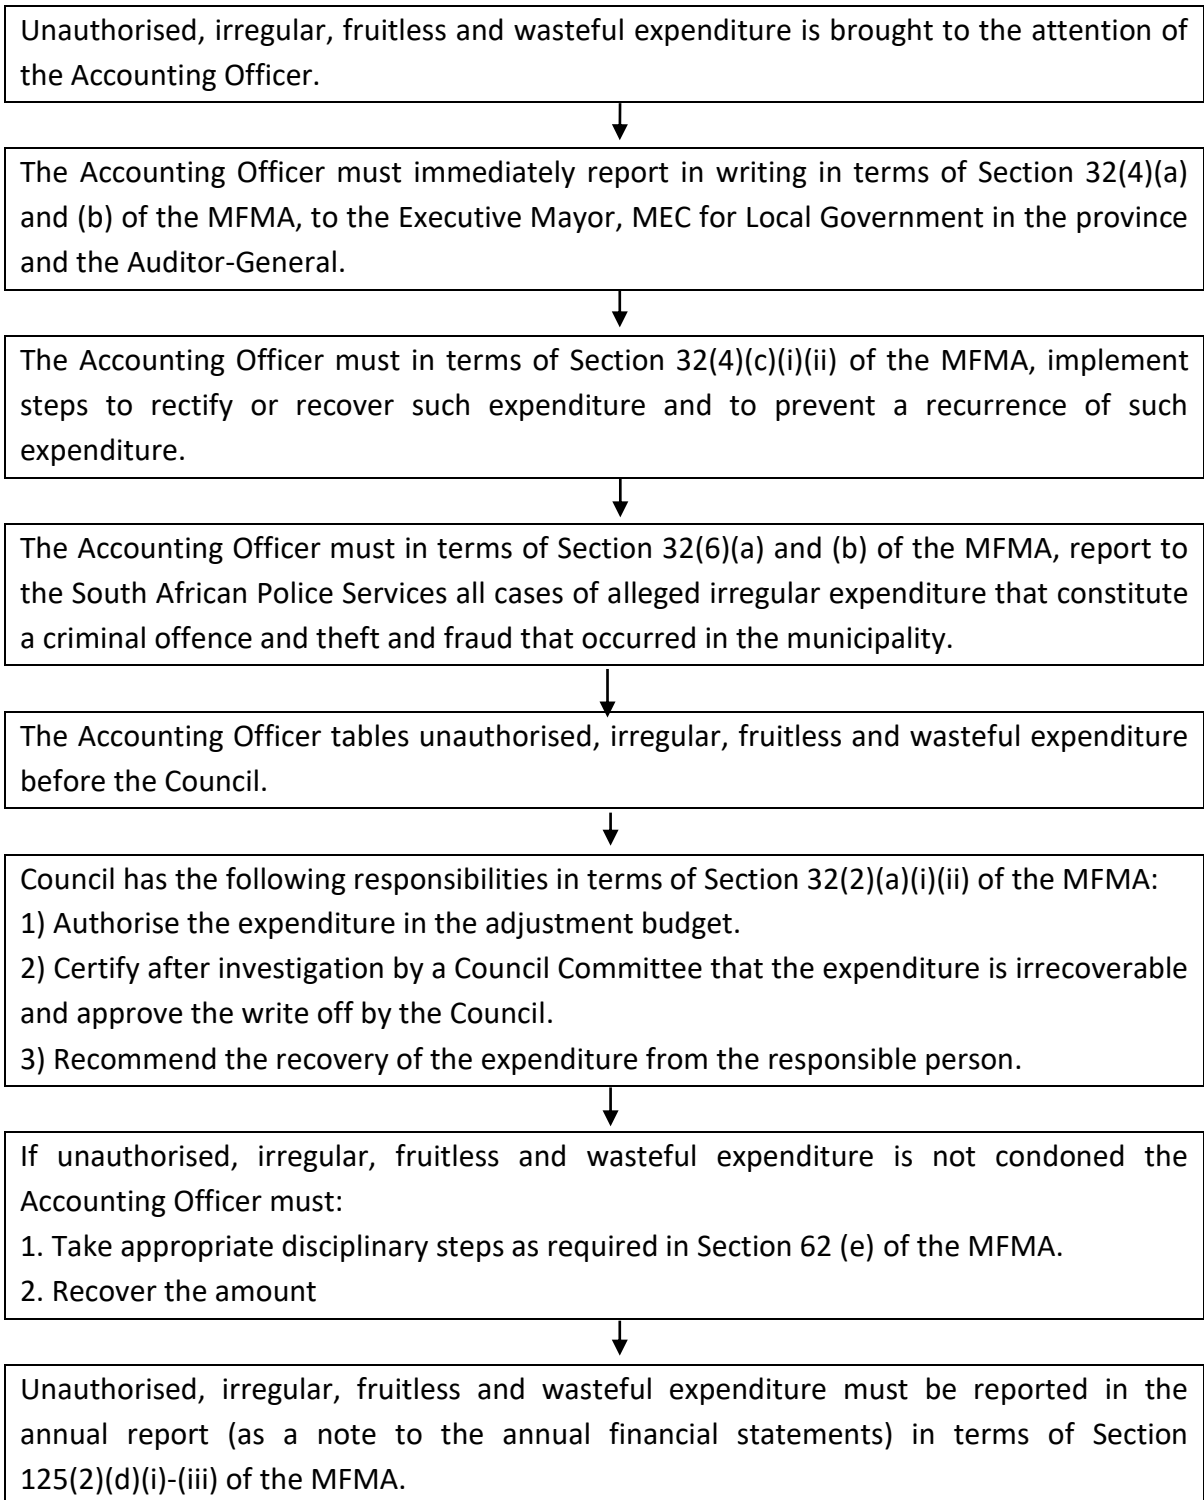 Unauthorised, irregular, fruitless and wasteful expenditure is brought to the attention of
the Accounting Officer.
The Accounting Officer must immediately report in writing in terms of Section 32(4)(a)
and (b) of the MFMA, to the Executive Mayor, MEC for Local Government in the province
and the Auditor-General.
The Accounting Officer must in terms of Section 32(4)(c)(i)(ii) of the MFMA, implement
steps to rectify or recover such expenditure and to prevent a recurrence of such
expenditure.
The Accounting Officer must in terms of Section 32(6)(a) and (b) of the MFMA, report to
the South African Police Services all cases of alleged irregular expenditure that constitute
a criminal offence and theft and fraud that occurred in the municipality.
The Accounting Officer tables unauthorised, irregular, fruitless and wasteful expenditure
before the Council.
Council has the following responsibilities in terms of Section 32(2)(a)(i)(ii) of the MFMA:
1) Authorise the expenditure in the adjustment budget.
2) Certify after investigation by a Council Committee that the expenditure is irrecoverable
and approve the write off by the Council.
3) Recommend the recovery of the expenditure from the responsible person.
If unauthorised, irregular, fruitless and wasteful expenditure is not condoned the
Accounting Officer must:
1. Take appropriate disciplinary steps as required in Section 62 (e) of the MFMA.
2. Recover the amount
Unauthorised, irregular, fruitless and wasteful expenditure must be reported in the
annual report (as a note to the annual financial statements) in terms of Section
125(2)(d)(i)-(iii) of the MFMA.